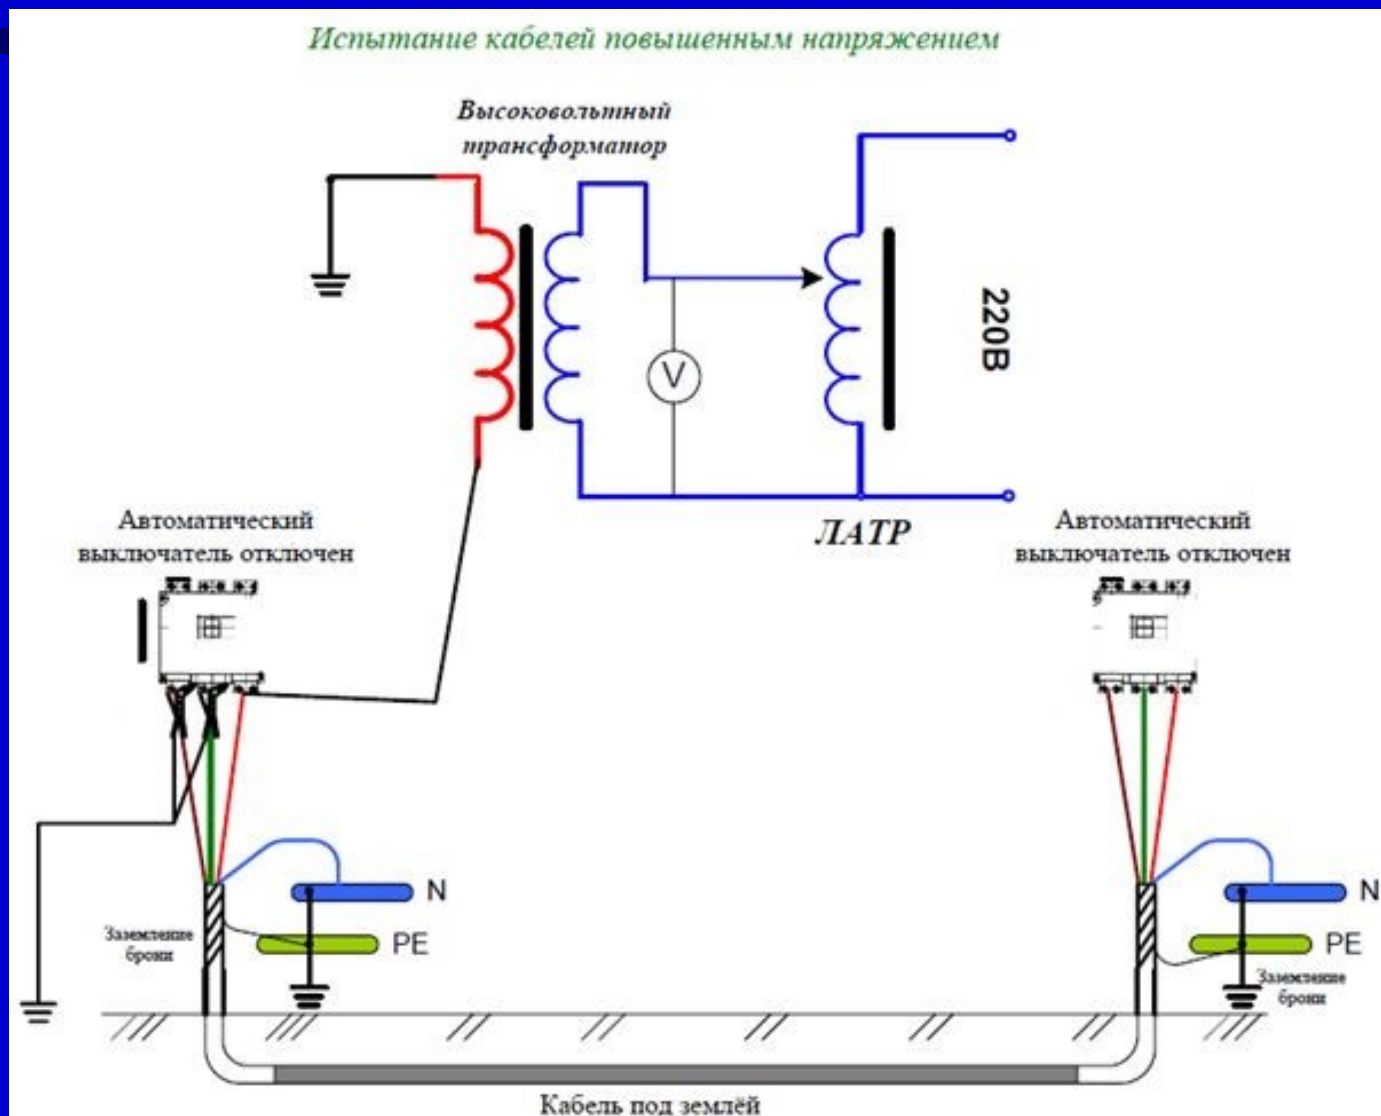 Испытание кабелей повышенным напряжением
Высоковольтный
трансформатор
220В
V
ЛАТР
Автоматический
выключатель отключен
Автоматический
выключатель отключен
N
PE
Заземление
брони
N
PE
Заземление
брони
Кабель под землёй